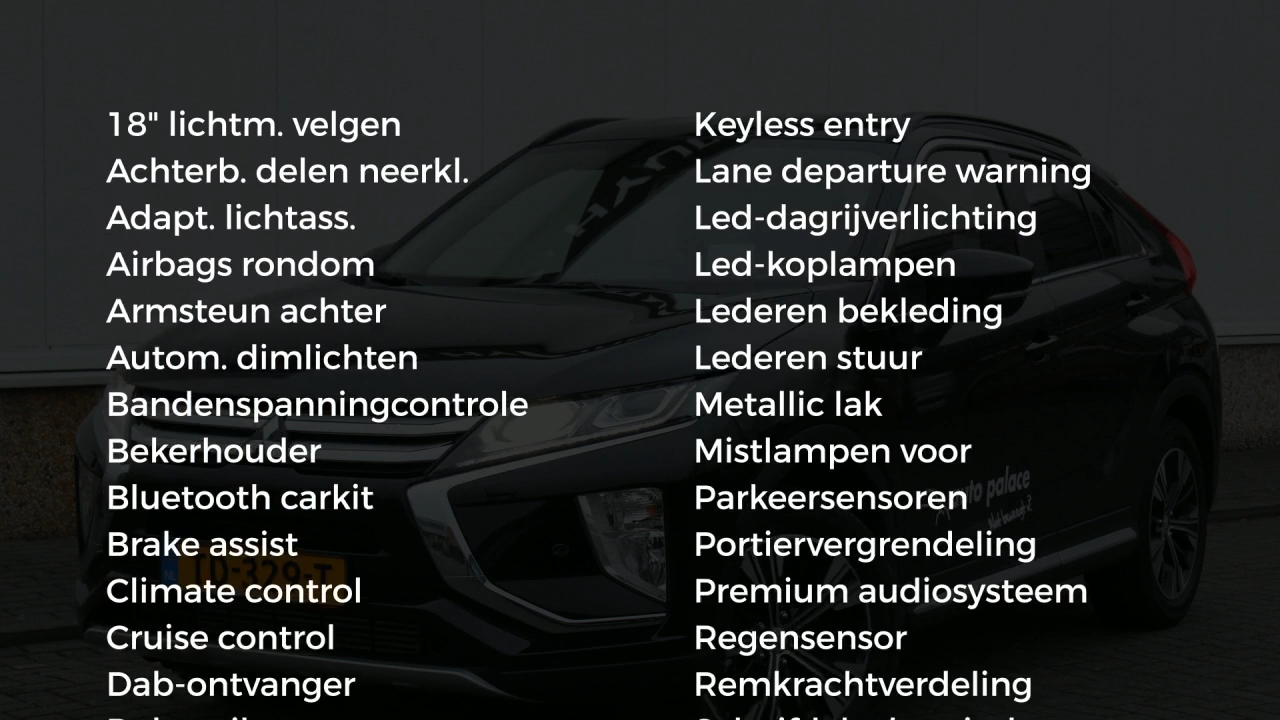 18" lichtm. velgen
Achterb. delen neerkl.
Adapt. lichtass.
Airbags rondom
Armsteun achter
Autom. dimlichten
Bandenspanningcontrole
Bekerhouder
Bluetooth carkit
Brake assist
Climate control
Cruise control
Dab-ontvanger
Keyless entry
Lane departure warning
Led-dagrijverlichting
Led-koplampen
Lederen bekleding
Lederen stuur
Metallic lak
Mistlampen voor
Parkeersensoren
Portiervergrendeling
Premium audiosysteem
Regensensor
Remkrachtverdeling
auto palace